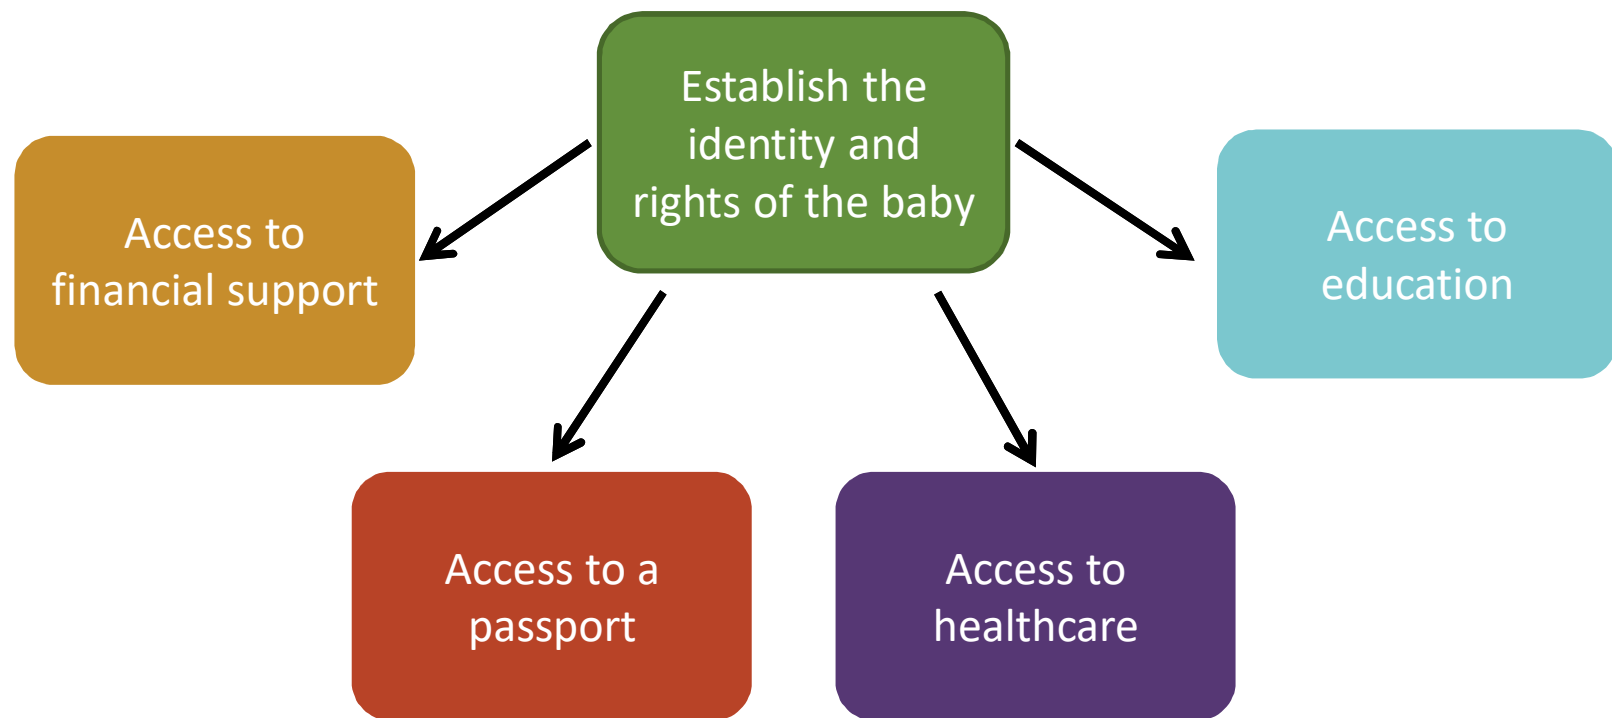 Establish the
identity and
rights of the baby
Access to
financial support
Access to
education
Access to a
passport
Access to
healthcare